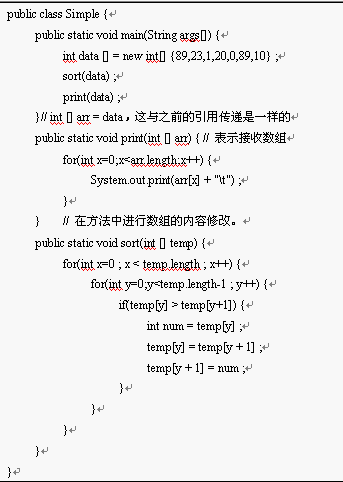 public class Simple {
public static void main(String args[]) {
int data [] = new int[] {89,23,1,20,0,89,10} ;
sort(data) ;
print(data) ;
}// int [] arr = data，这与之前的引用传递是一样的
public static void print(int [] arr) { // 表示接收数组
for(int x=0;x<arr.length;x++) {
System.out.print(arr[x] + "\t") ;
}
} // 在方法中进行数组的内容修改。
public static void sort(int [] temp) {
for(int x=0 ; x < temp.length ; x++) {
for(int y=0;y<temp.length-1 ; y++) {
if(temp[y] > temp[y+1]) {
int num = temp[y] ;
temp[y] = temp[y + 1] ;
temp[y + 1] = num ;
}
}
}
}
}